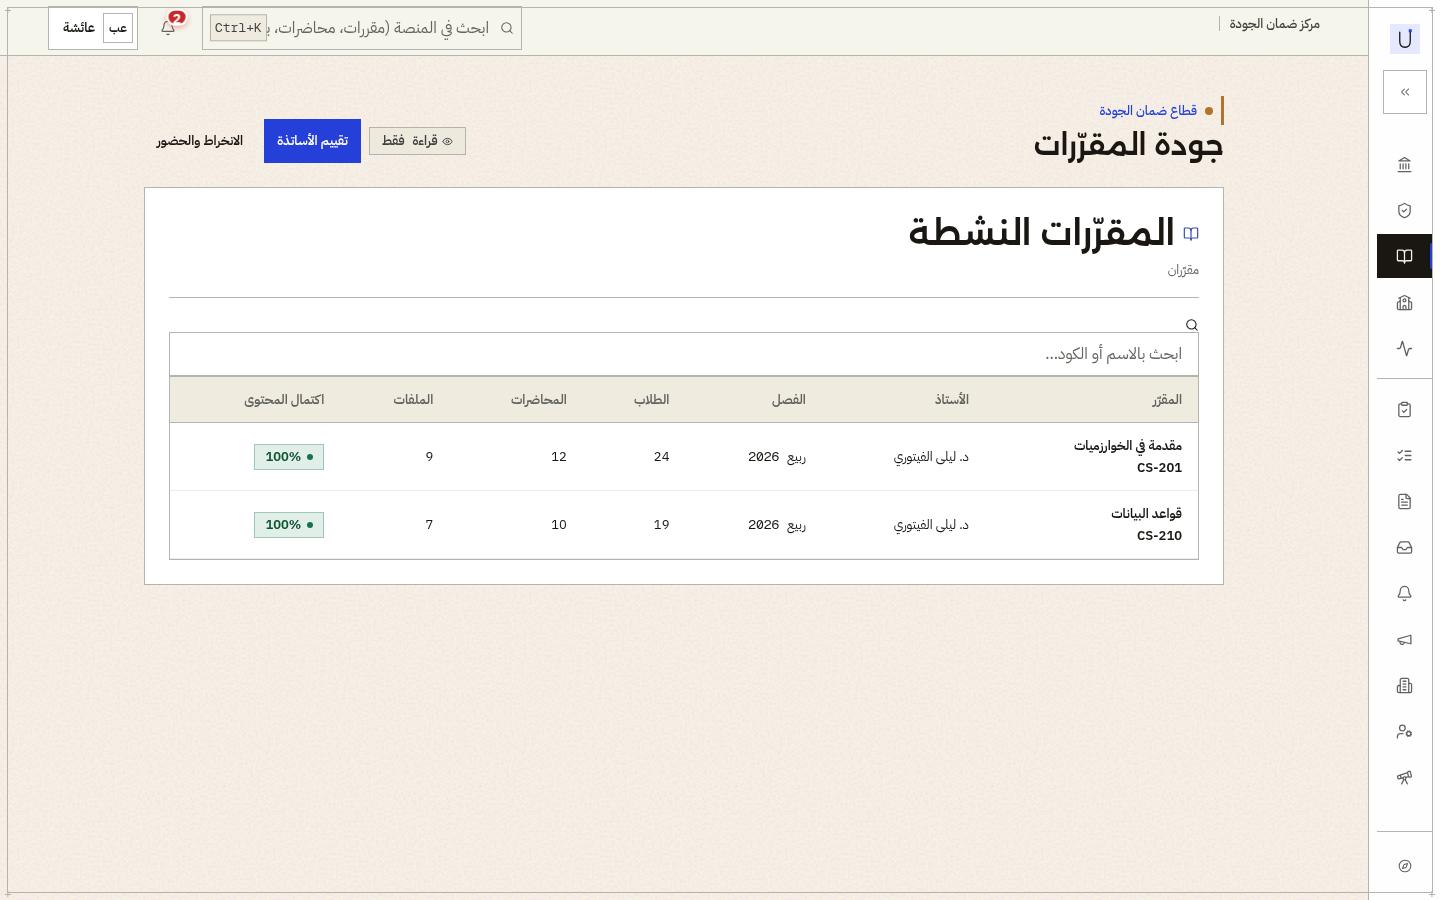 مركز ضمان الجودة
ابحث في المنصة (مقررات، محاضرات، ب
Ctrl+K
2
عب
عائشة
قطاع ضمان الجودة
جودة المقرّرات
قراءة فقط
تقييم الأساتذة
الانخراط والحضور
المقرّرات النشطة
مقرّران
ابحث بالاسم أو الكود...
المقرّر الأستاذ الفصل الطلاب المحاضرات الملفات اكتمال المحتوى
مقدمة في الخوارزميات
CS-201
د. ليلى الفيتوري ربيع 2026 24 12 9 100%
قواعد البيانات
CS-210
د. ليلى الفيتوري ربيع 2026 19 10 7 100%